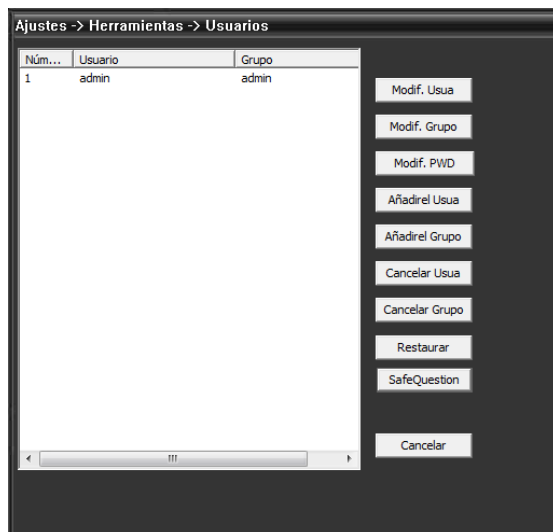 Ajustes -> Herramientas -> Usuarios
Núm... Usuario Grupo
1 admin admin
Modif. Usua
Modif. Grupo
Modif. PWD
Añadirel Usua
Añadirel Grupo
Cancelar Usua
Cancelar Grupo
Restaurar
SafeQuestion
Cancelar